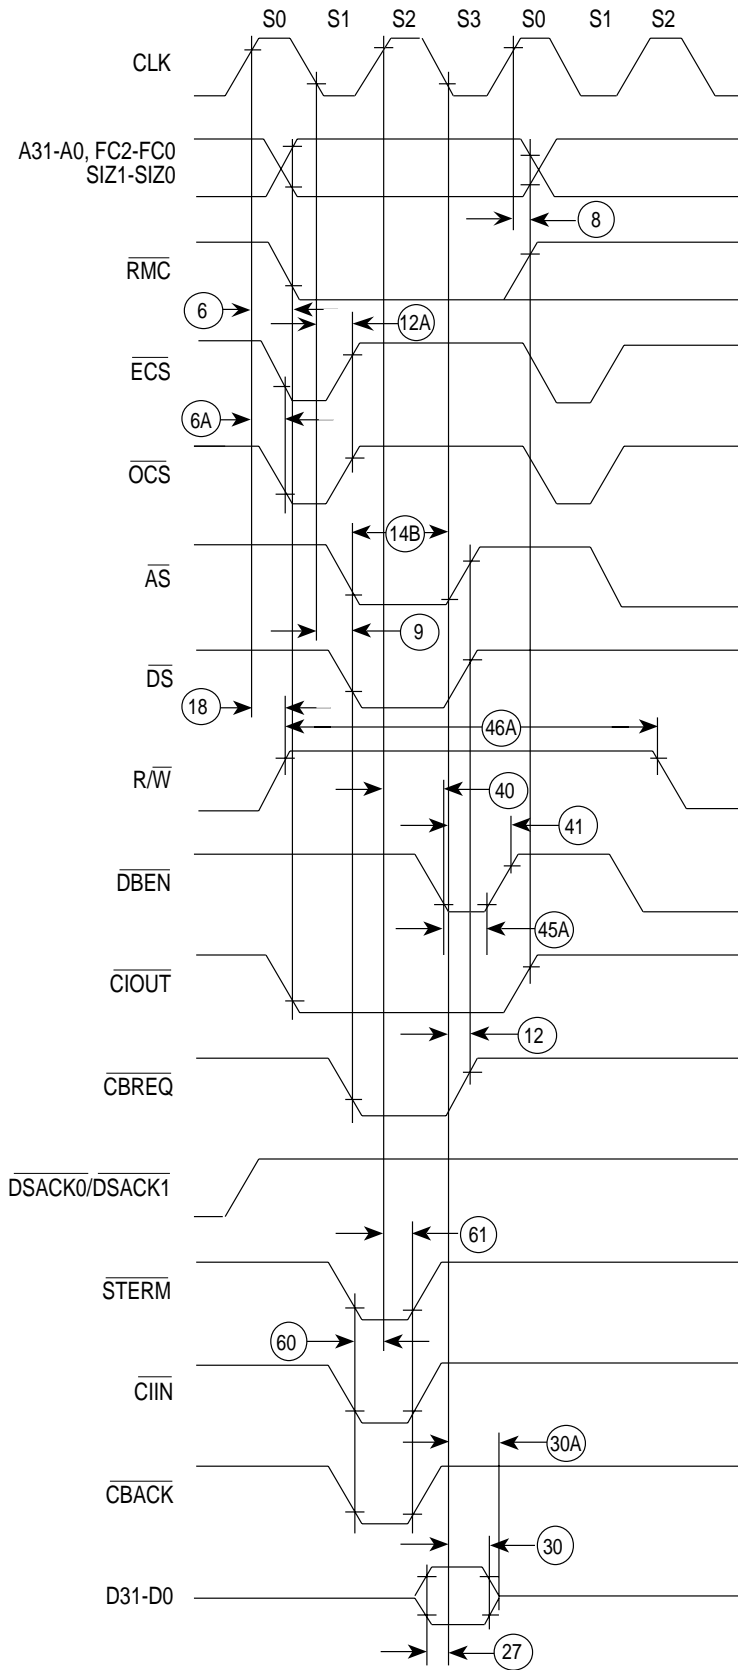 S0 S1 S2 S3 S0 S1 S2
CLK
A31-A0, FC2-FC0
SIZ1-SIZ0
8
RMC
6
12A
ECS
6A
OCS
14B
AS
9
DS
18
46A
R/W
40
41
DBEN
45A
CIOUT
12
CBREQ
DSACK0/DSACK1
61
STERM
60
CIIN
30A
CBACK
30
D31-D0
27